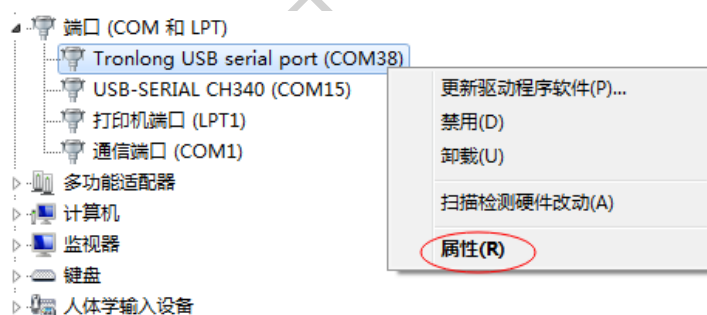 端口 (COM 和 LPT)
Tronlong USB serial port (COM38)
USB-SERIAL CH340 (COM15)
打印机端口 (LPT1)
通信端口 (COM1)
多功能适配器
计算机
监视器
键盘
人体学输入设备
更新驱动程序软件(P)...
禁用(D)
卸载(U)
扫描检测硬件改动(A)
属性(R)